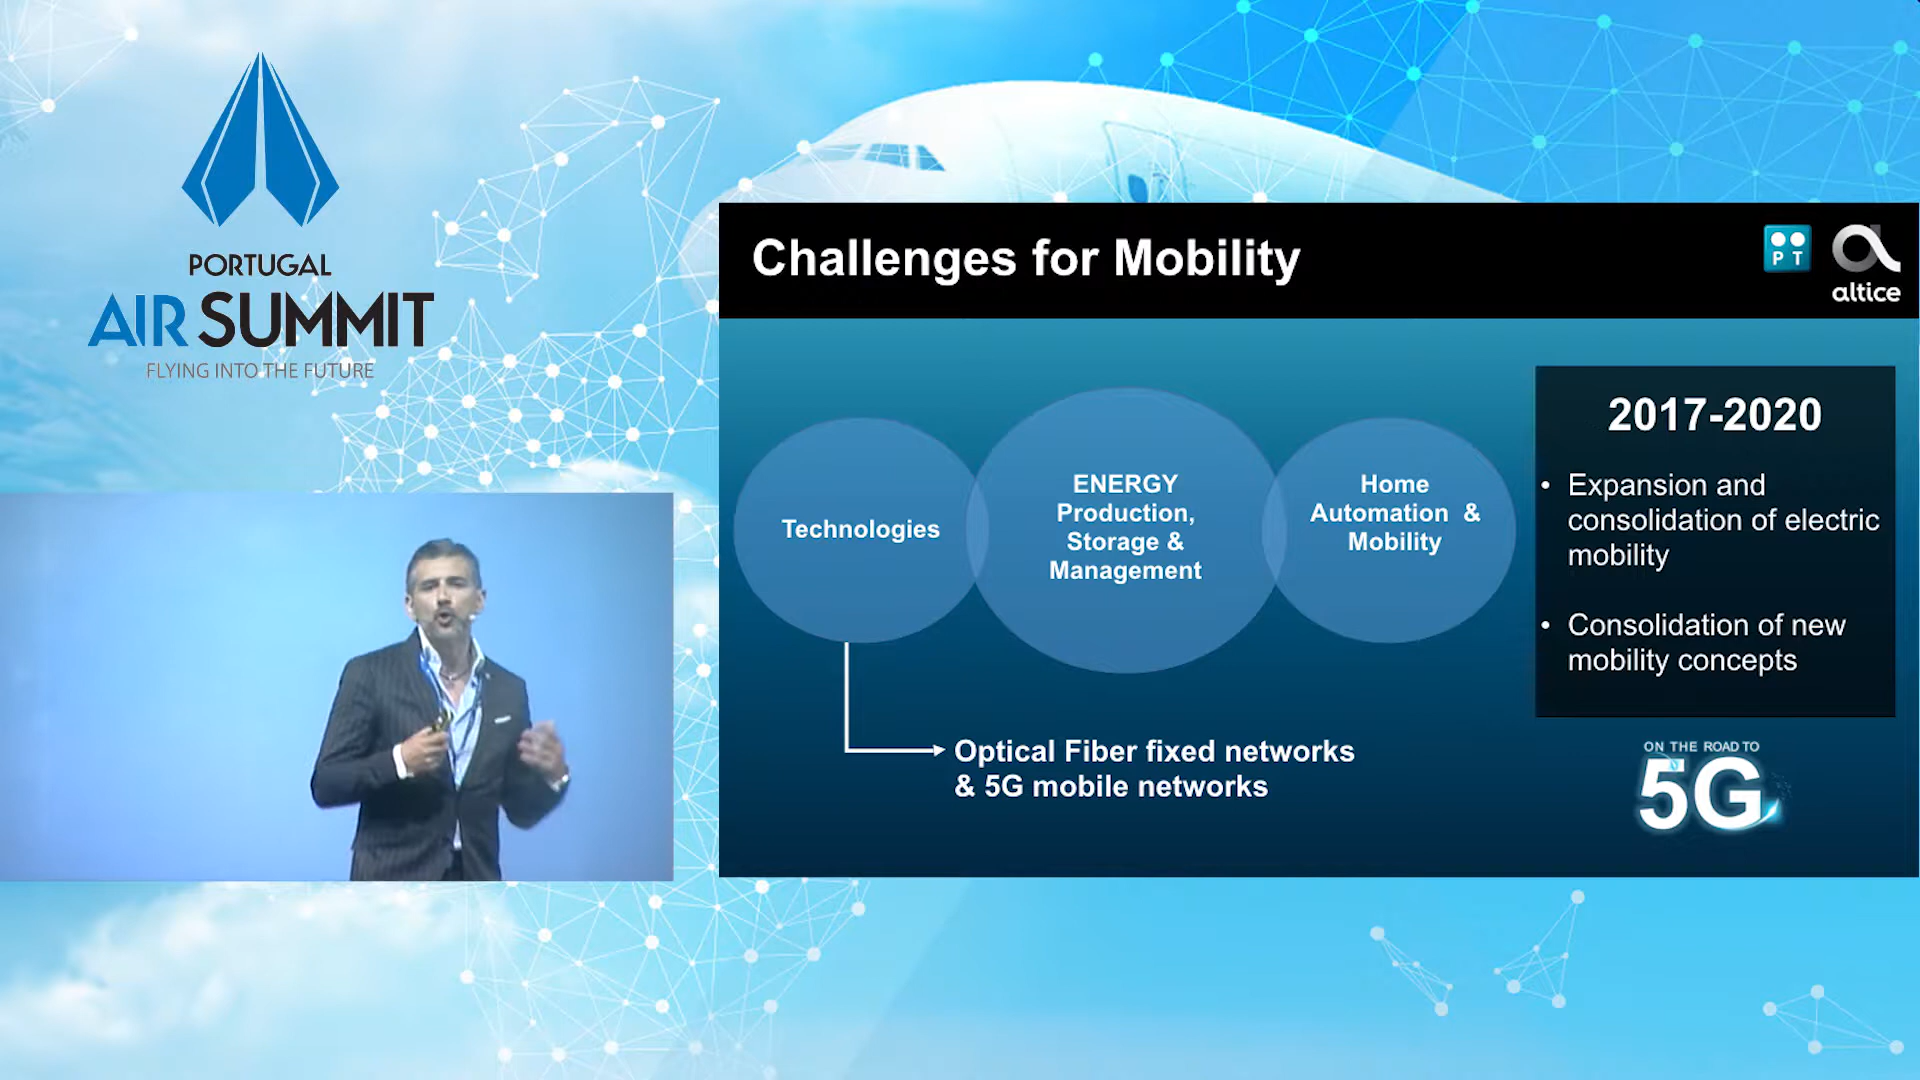 PORTUGAL
AIR SUMMIT
FLYING INTO THE FUTURE
Challenges for Mobility
PT
altice
Technologies
ENERGY
Production,
Storage &
Management
Home
Automation &
Mobility
Optical Fiber fixed networks
& 5G mobile networks
2017-2020
• Expansion and
consolidation of electric
mobility
• Consolidation of new
mobility concepts
ON THE ROAD TO
5G